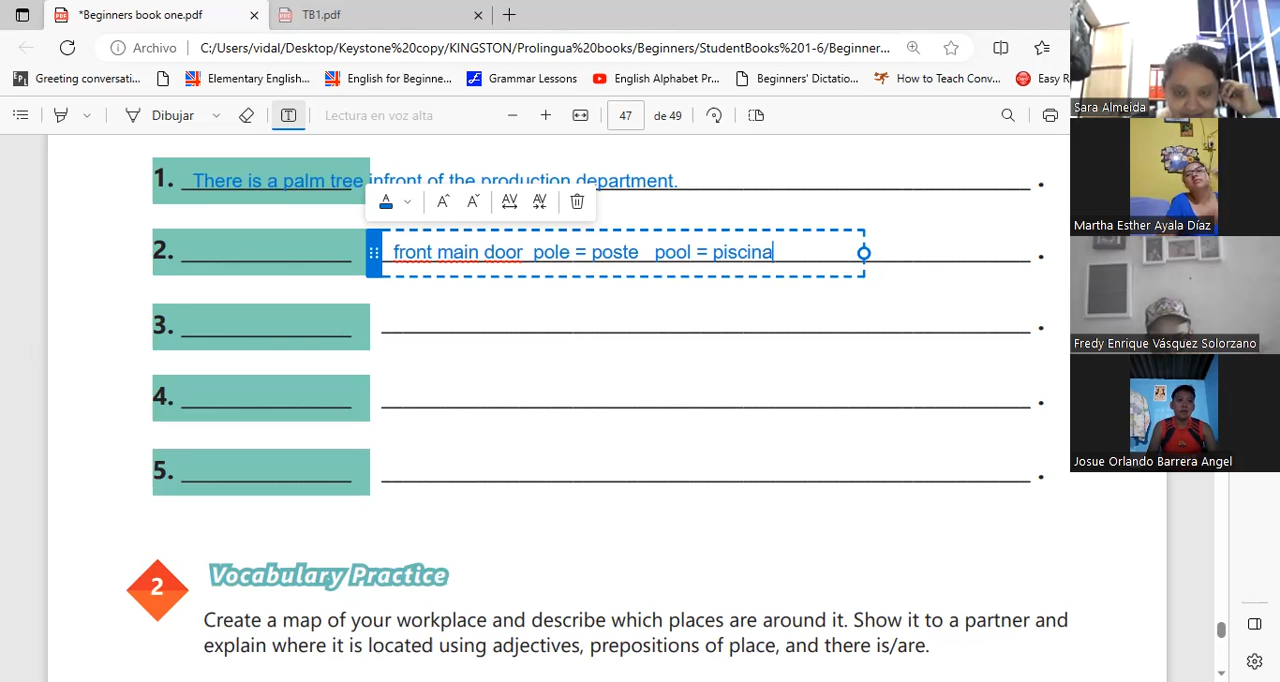 *Beginners book one.pdf
TB1.pdf
Archivo
C:/Users/vidal/Desktop/Keystone%20copy/KINGSTON/Prolingua%20books/Beginners/StudentBooks%201-6/Beginner...
Greeting conversati...
Elementary English...
English for Beginne...
Grammar Lessons
English Alphabet Pr...
Beginners' Dictatio...
How to Teach Conv...
Easy R
Dibujar
Lectura en voz alta
47
de 49
1. There is a palm tree infront of the production department. .
2. front main door pole = poste pool = piscina .
3. .
4. .
5. .
2 Vocabulary Practice
Create a map of your workplace and describe which places are around it. Show it to a partner and
explain where it is located using adjectives, prepositions of place, and there is/are.
Sara Almeida
Martha Esther Ayala Díaz
Fredy Enrique Vásquez Solorzano
Josue Orlando Barrera Angel